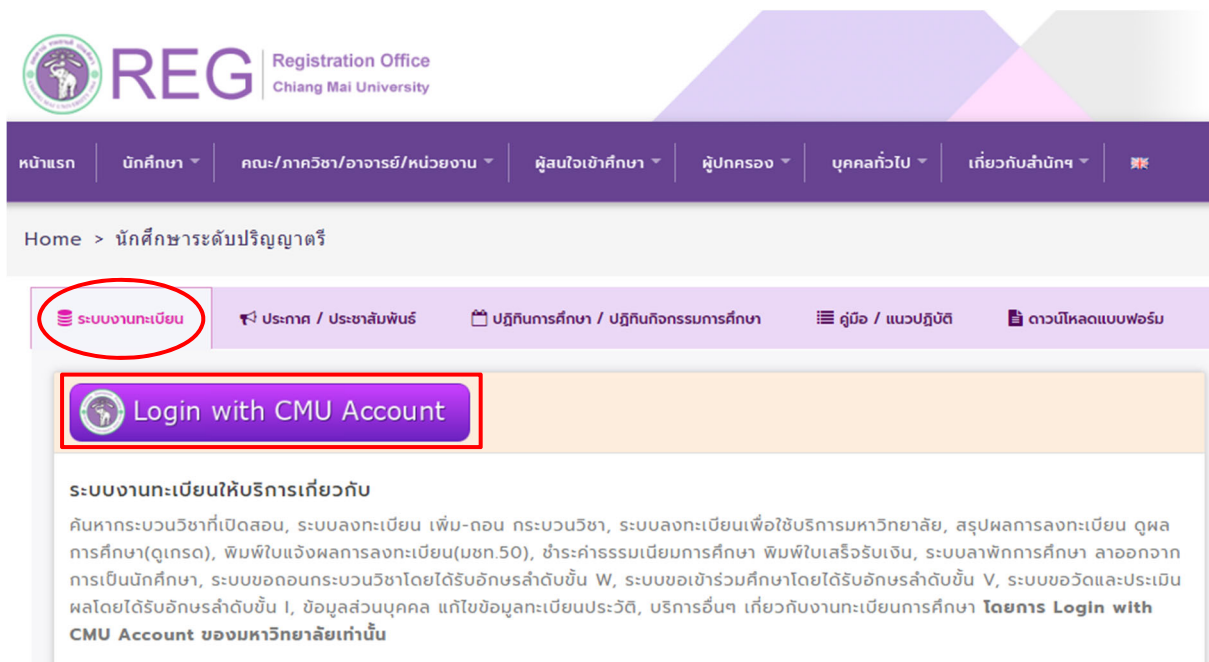 REG
Registration Office
Chiang Mai University
หน้าแรก นักศึกษา คณะ/ภาควิชา/อาจารย์/หน่วยงาน ผู้สนใจเข้าศึกษา ผู้ปกครอง บุคคลทั่วไป เกี่ยวกับสำนักฯ
Home > นักศึกษาระดับปริญญาตรี
ระบบงานทะเบียน ประกาศ / ประชาสัมพันธ์ ปฏิทินการศึกษา / ปฏิทินกิจกรรมการศึกษา คู่มือ / แนวปฏิบัติ ดาวน์โหลดแบบฟอร์ม
Login with CMU Account
ระบบงานทะเบียนให้บริการเกี่ยวกับ
ค้นหากระบวนวิชาที่เปิดสอน, ระบบลงทะเบียน เพิ่ม-ถอน กระบวนวิชา, ระบบลงทะเบียนเพื่อใช้บริการมหาวิทยาลัย, สรุปผลการลงทะเบียน ดูผล
การศึกษา(ดูเกรด), พิมพ์ใบแจ้งผลการลงทะเบียน(มชท.50), ชำระค่าธรรมเนียมการศึกษา พิมพ์ใบเสร็จรับเงิน, ระบบลาพักการศึกษา ลาออกจาก
การเป็นนักศึกษา, ระบบขอถอนกระบวนวิชาโดยได้รับอักษรลำดับขั้น W, ระบบขอเข้าร่วมศึกษาโดยได้รับอักษรลำดับขั้น V, ระบบขอวัดและประเมิน
ผลโดยได้รับอักษรลำดับขั้น I, ข้อมูลส่วนบุคคล แก้ไขข้อมูลทะเบียนประวัติ, บริการอื่นๆ เกี่ยวกับงานทะเบียนการศึกษา โดยการ Login with
CMU Account ของมหาวิทยาลัยเท่านั้น